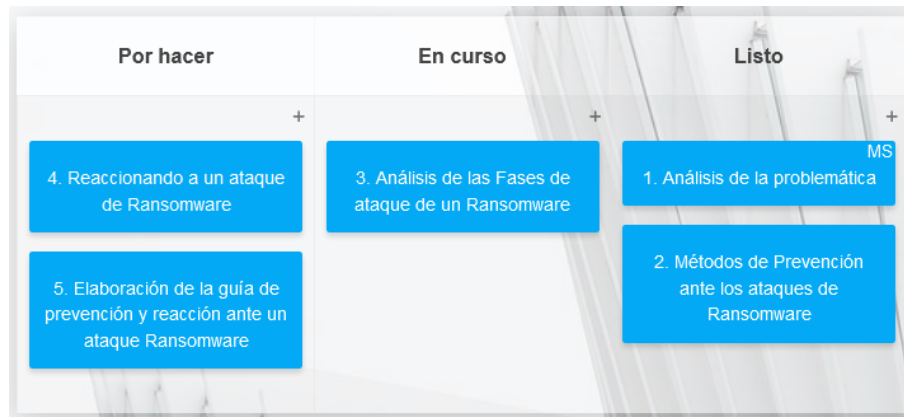 Por hacer
En curso
Listo
+
+
+
4. Reaccionando a un ataque
de Ransomware
5. Elaboración de la guía de
prevención y reacción ante un
ataque Ransomware
3. Análisis de las Fases de
ataque de un Ransomware
MS
1. Análisis de la problemática
2. Métodos de Prevención
ante los ataques de
Ransomware